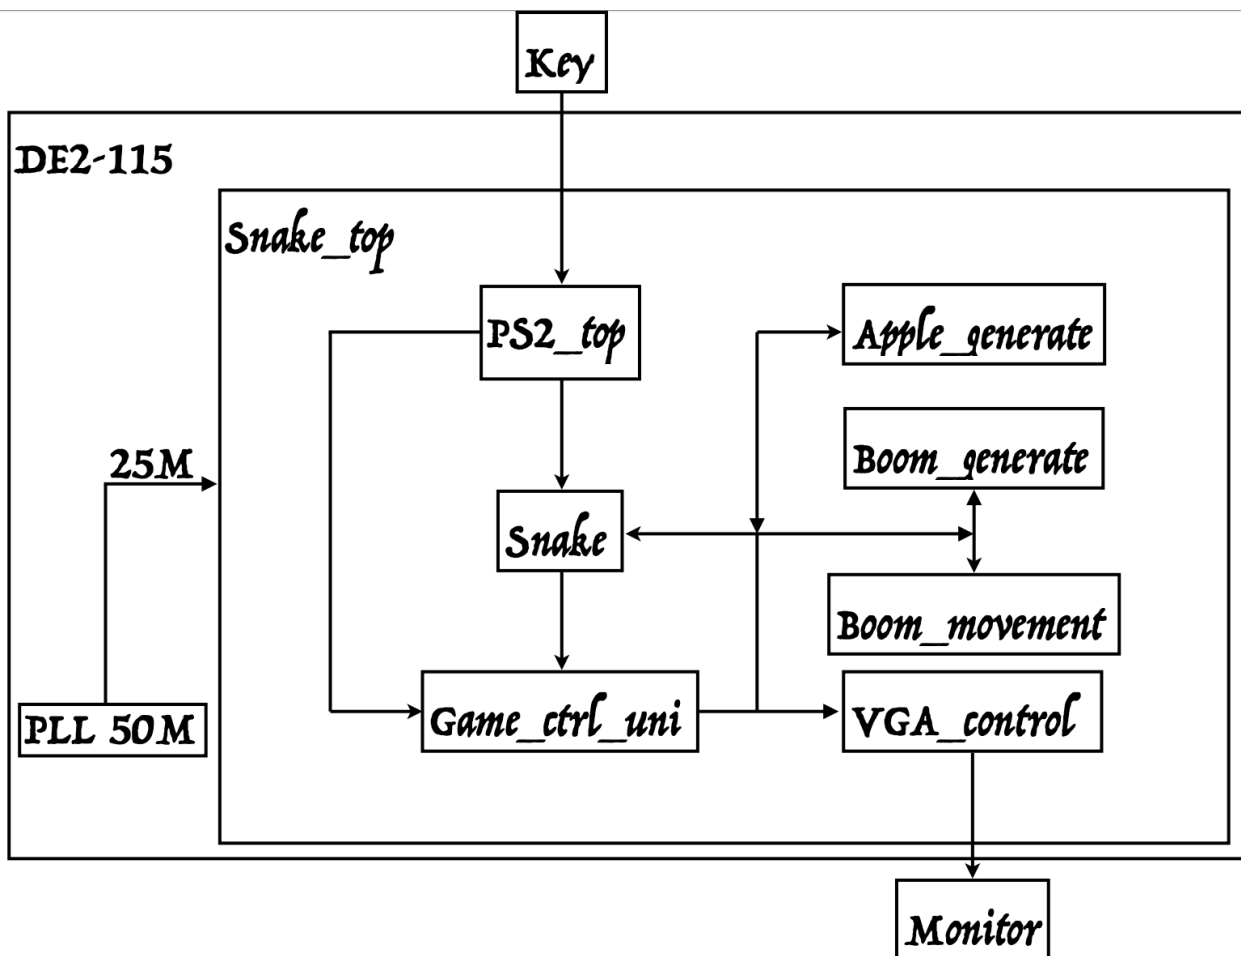 Key
DE2-115
Snake_top
PS2_top
Apple_generate
Boom_generate
25M
Snake
Boom_movement
PLL 50M
Game_ctrl_uni
VGA_control
Monitor